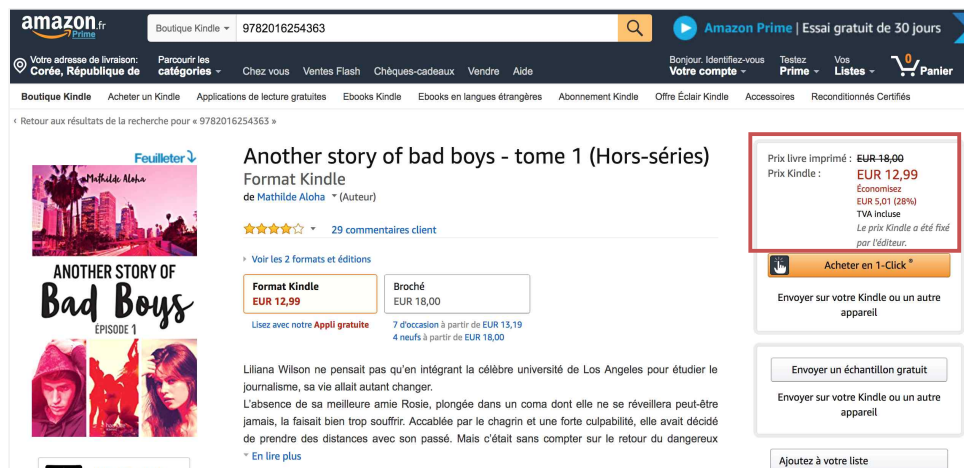 amazon.fr
Prime
Boutique Kindle
9782016254363
Amazon Prime | Essai gratuit de 30 jours
Votre adresse de livraison:
Corée, République de
Parcourir les
catégories
Chez vous
Ventes Flash
Chèques-cadeaux
Vendre
Aide
Bonjour. Identifiez-vous
Votre compte
Testez
Prime
Vos
Listes
0
Panier
Boutique Kindle
Acheter un Kindle
Applications de lecture gratuites
Ebooks Kindle
Ebooks en langues étrangères
Abonnement Kindle
Offre Éclair Kindle
Accessoires
Reconditionnés Certifiés
‹ Retour aux résultats de la recherche pour « 9782016254363 »
Feuilleter
Mathilde Aloha
ANOTHER STORY OF
Bad Boys
ÉPISODE 1
Another story of bad boys - tome 1 (Hors-séries)
Format Kindle
de Mathilde Aloha (Auteur)
29 commentaires client
Voir les 2 formats et éditions
Format Kindle
EUR 12,99
Broché
EUR 18,00
Lisez avec notre Appli gratuite
7 d'occasion à partir de EUR 13,19
4 neufs à partir de EUR 18,00
Liliana Wilson ne pensait pas qu'en intégrant la célèbre université de Los Angeles pour étudier le
journalisme, sa vie allait autant changer.
L'absence de sa meilleure amie Rosie, plongée dans un coma dont elle ne se réveillera peut-être
jamais, la faisait bien trop souffrir. Accablée par le chagrin et une forte culpabilité, elle avait décidé
de prendre des distances avec son passé. Mais c'était sans compter sur le retour du dangereux
En lire plus
Prix livre imprimé : EUR 18,00
Prix Kindle : EUR 12,99
Économisez
EUR 5,01 (28%)
TVA incluse
Le prix Kindle a été fixé
par l'éditeur.
Acheter en 1-Click®
Envoyer sur votre Kindle ou un autre
appareil
Envoyer un échantillon gratuit
Envoyer sur votre Kindle ou un autre
appareil
Ajoutez à votre liste